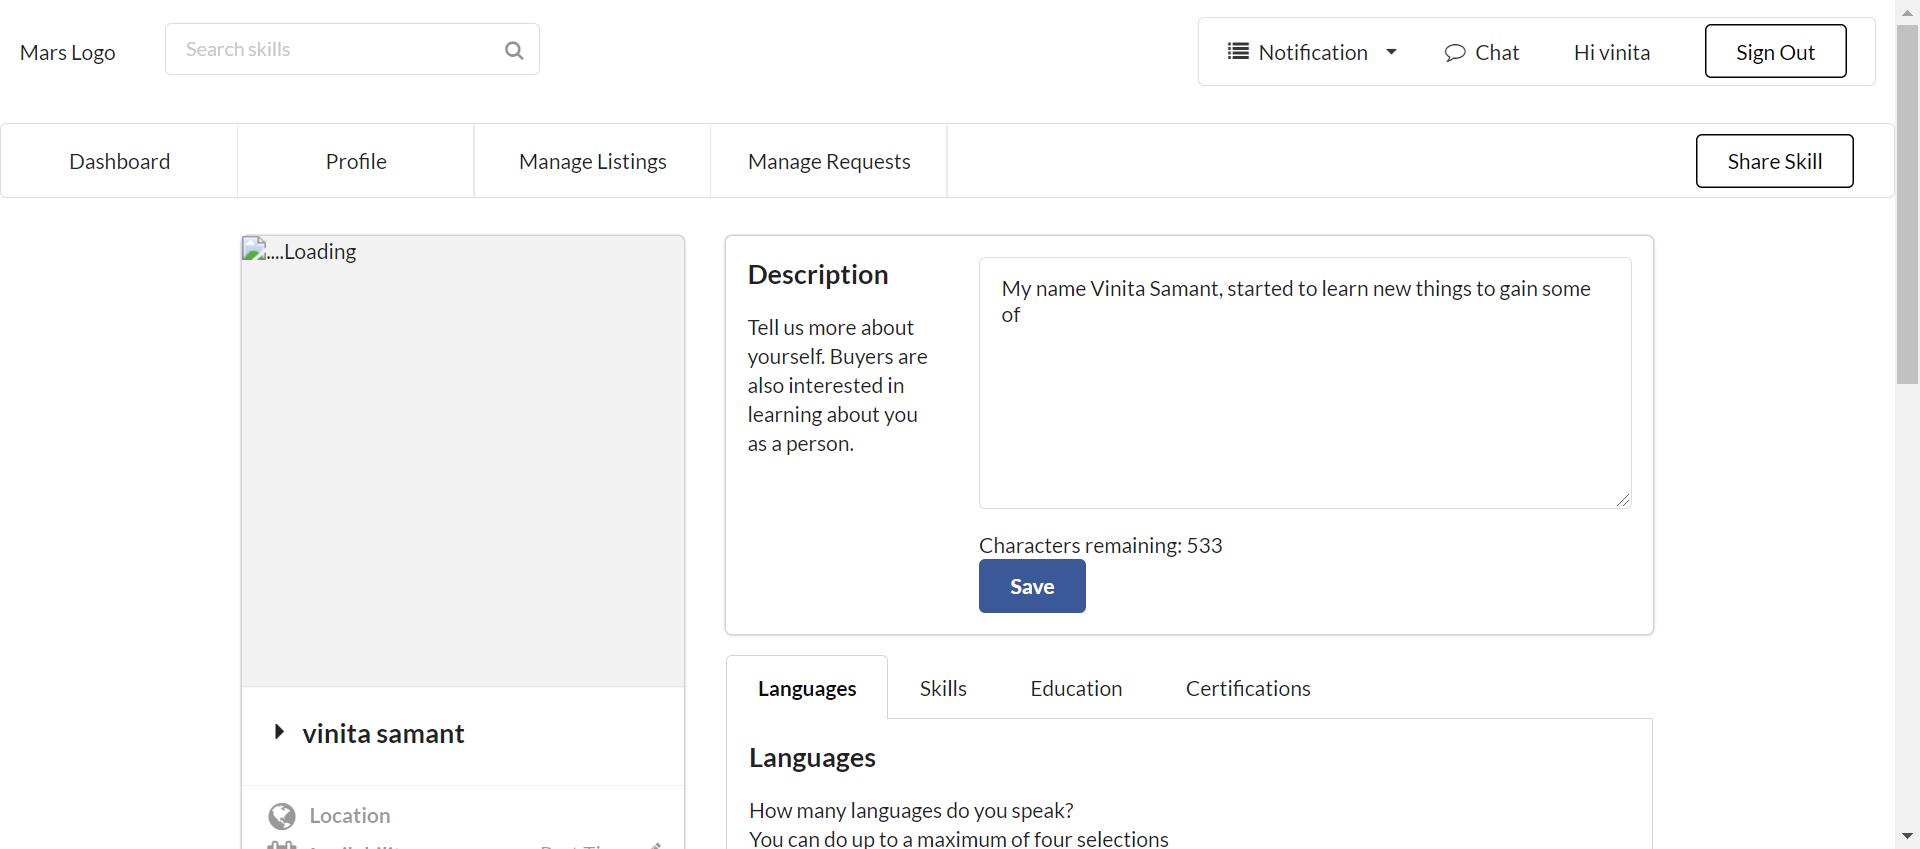 Mars Logo
Search skills
Notification
Chat
Hi vinita
Sign Out
Dashboard
Profile
Manage Listings
Manage Requests
Share Skill
....Loading
vinita samant
Location
Description
Tell us more about
yourself. Buyers are
also interested in
learning about you
as a person.
My name Vinita Samant, started to learn new things to gain some
of
Characters remaining: 533
Save
Languages
Skills
Education
Certifications
Languages
How many languages do you speak?
You can do up to a maximum of four selections